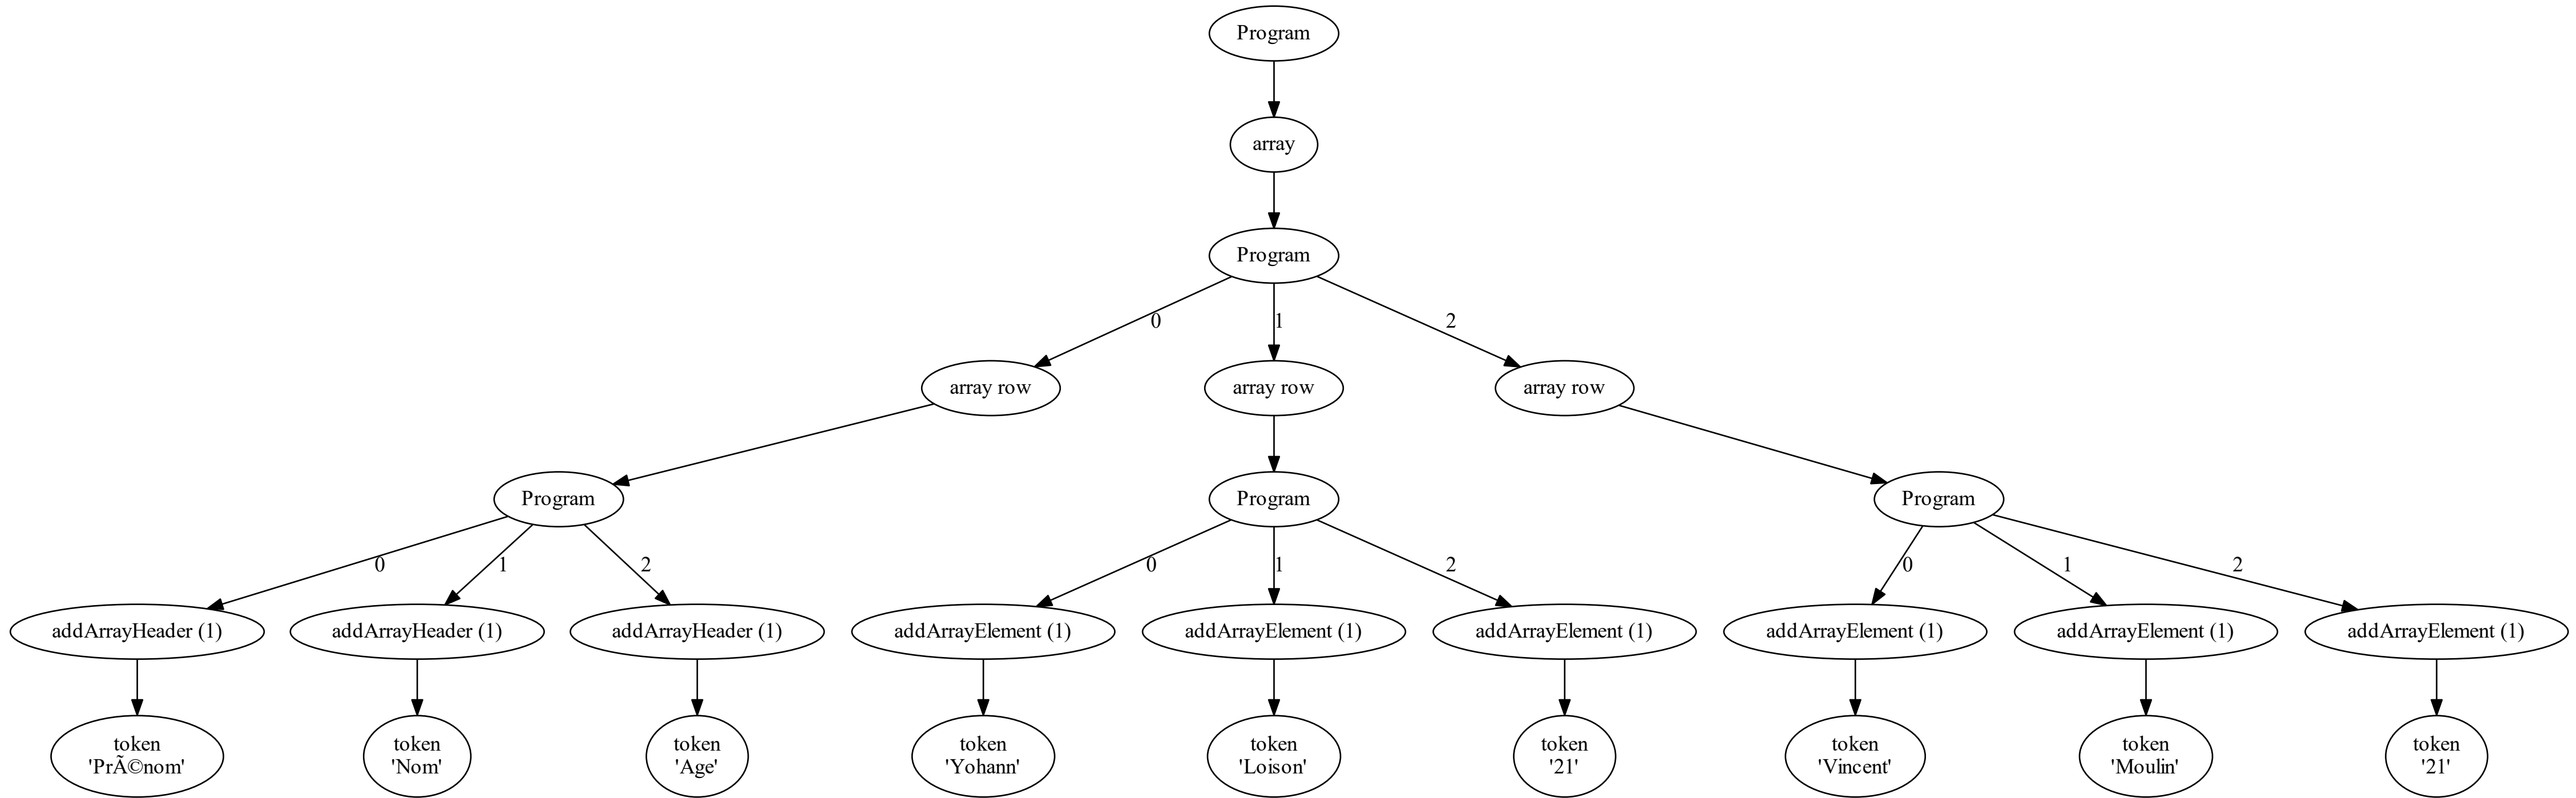 Program
array
Program
0
1
2
array row
array row
array row
Program
Program
Program
0
1
2
0
1
2
0
1
2
addArrayHeader (1)
addArrayHeader (1)
addArrayHeader (1)
addArrayElement (1)
addArrayElement (1)
addArrayElement (1)
addArrayElement (1)
addArrayElement (1)
addArrayElement (1)
token
'PrÃ©nom'
token
'Nom'
token
'Age'
token
'Yohann'
token
'Loison'
token
'21'
token
'Vincent'
token
'Moulin'
token
'21'